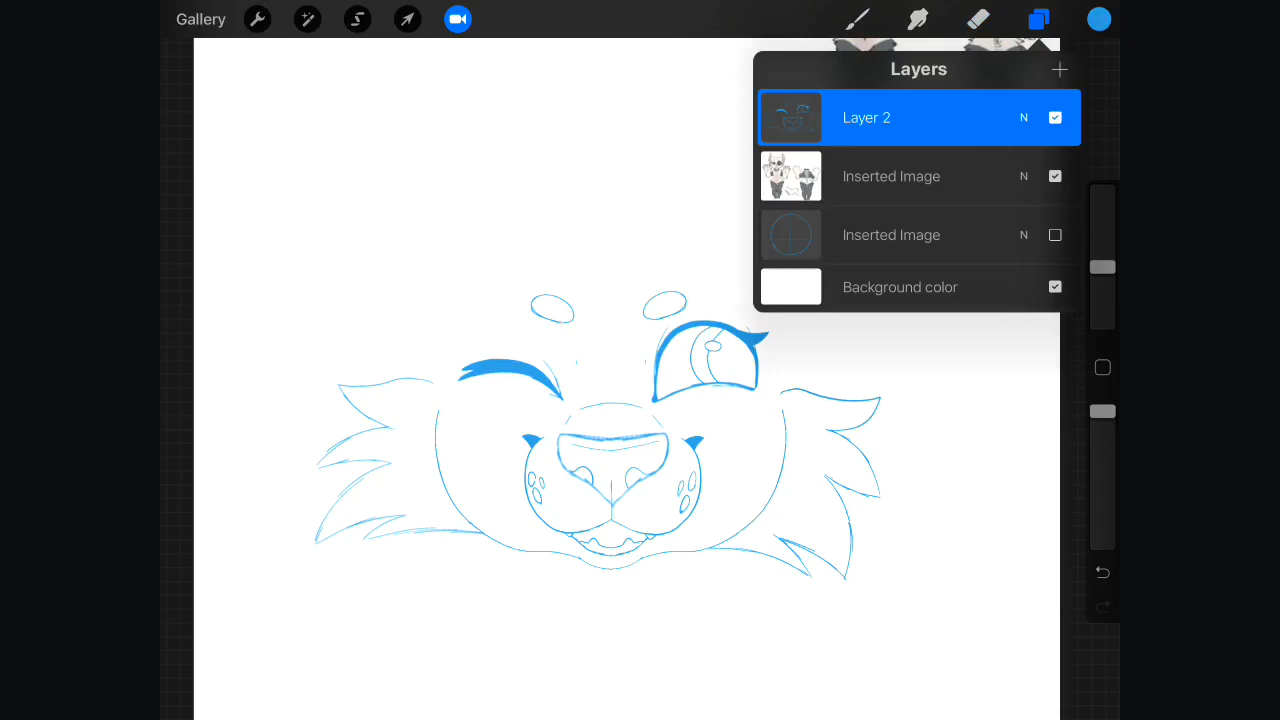 Gallery
Layers
Layer 2 N
Inserted Image N
Inserted Image N
Background color